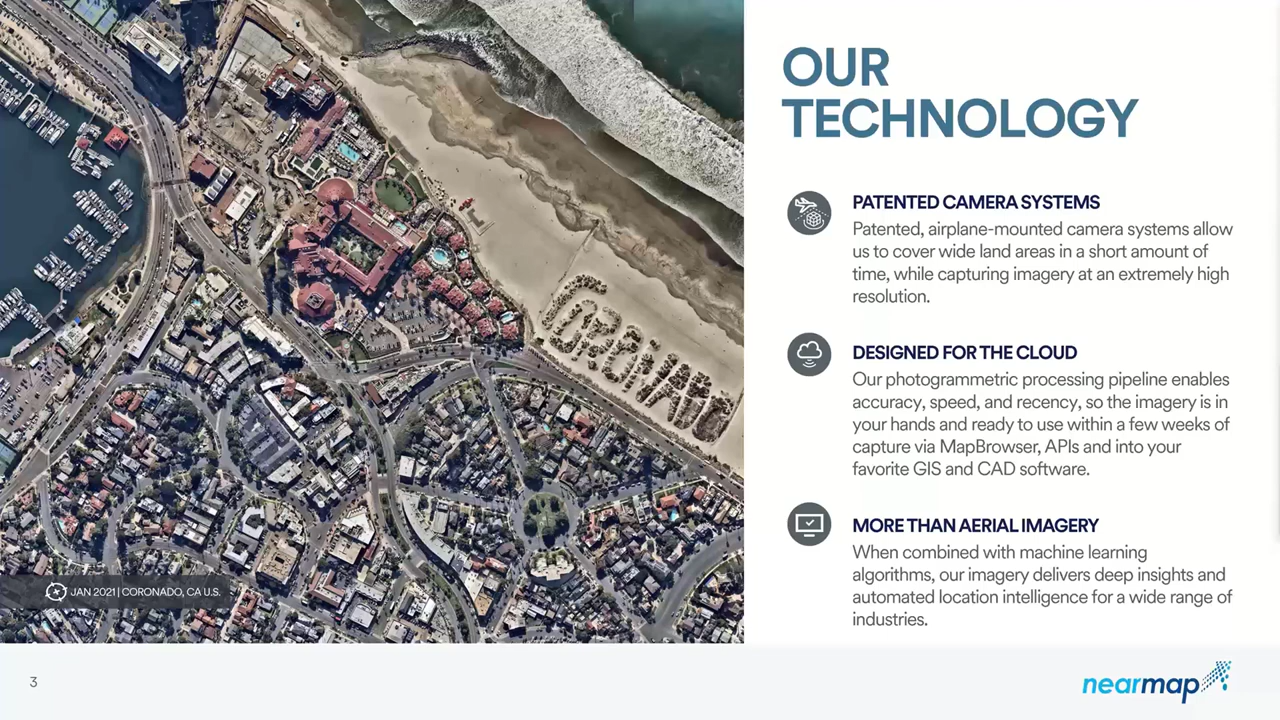 OUR
TECHNOLOGY
PATENTED CAMERA SYSTEMS
Patented, airplane-mounted camera systems allow
us to cover wide land areas in a short amount of
time, while capturing imagery at an extremely high
resolution.
DESIGNED FOR THE CLOUD
Our photogrammetric processing pipeline enables
accuracy, speed, and recency, so the imagery is in
your hands and ready to use within a few weeks of
capture via MapBrowser, APIs and into your
favorite GIS and CAD software.
MORE THAN AERIAL IMAGERY
When combined with machine learning
algorithms, our imagery delivers deep insights and
automated location intelligence for a wide range of
industries.
CORONADO
JAN 2021 | CORONADO, CA U.S.
3
nearmap